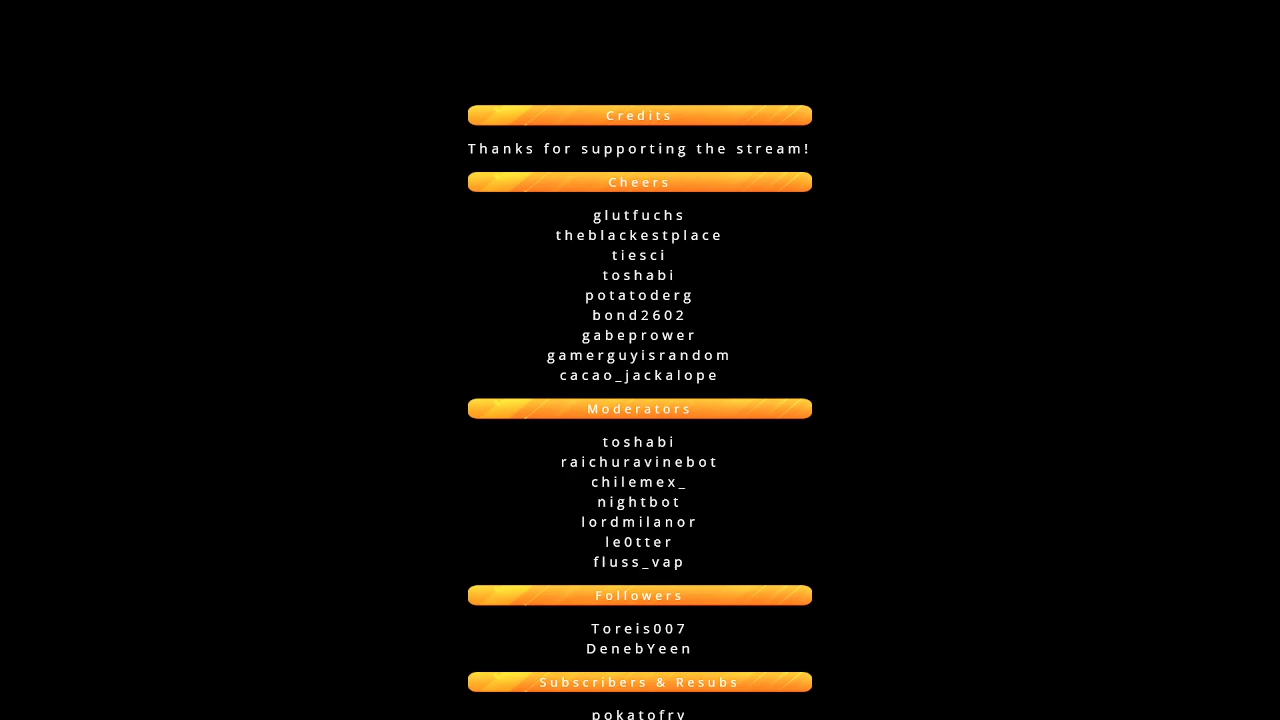 Credits
Thanks for supporting the stream!
Cheers
glutfuchs
theblackestplace
tiesci
toshabi
potatoderg
bond2602
gabeprower
gamerguyisrandom
cacao_jackalope
Moderators
toshabi
raichuravinebot
chilemex_
nightbot
lordmilanor
le0tter
fluss_vap
Followers
Toreis007
DenebYeen
Subscribers & Resubs
pokatofry